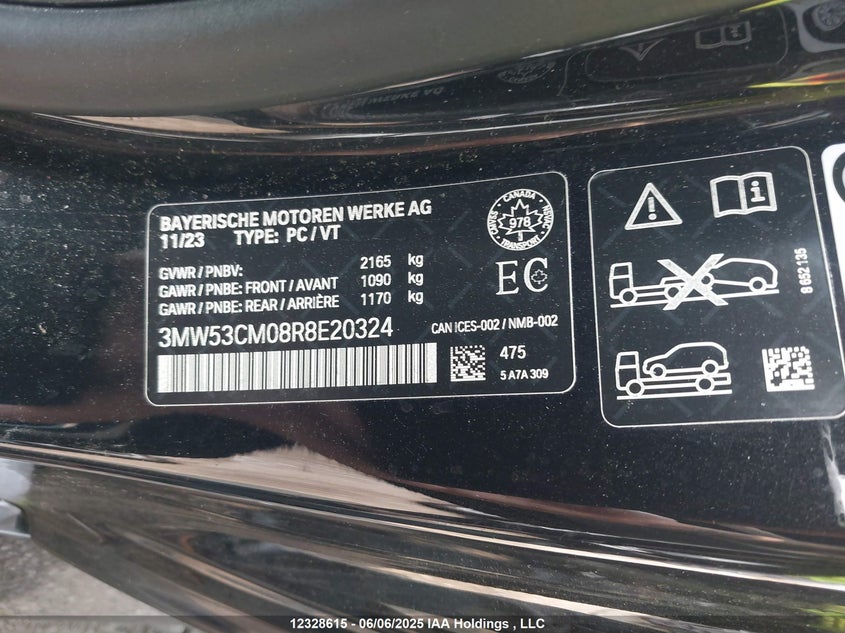 BAYERISCHE MOTOREN WERKE AG
11/23 TYPE: PC / VT
GVWR / PNBV: 2165 kg
GAWR / PNBE: FRONT / AVANT 1090 kg
GAWR / PNBE: REAR / ARRIÈRE 1170 kg
3MW53CM08R8E20324
CANADA
978
TRANSPORT
EC
CAN ICES-002 / NMB-002
475
5 A7A 309
8 652 135
12328615 - 06/06/2025 IAA Holdings , LLC